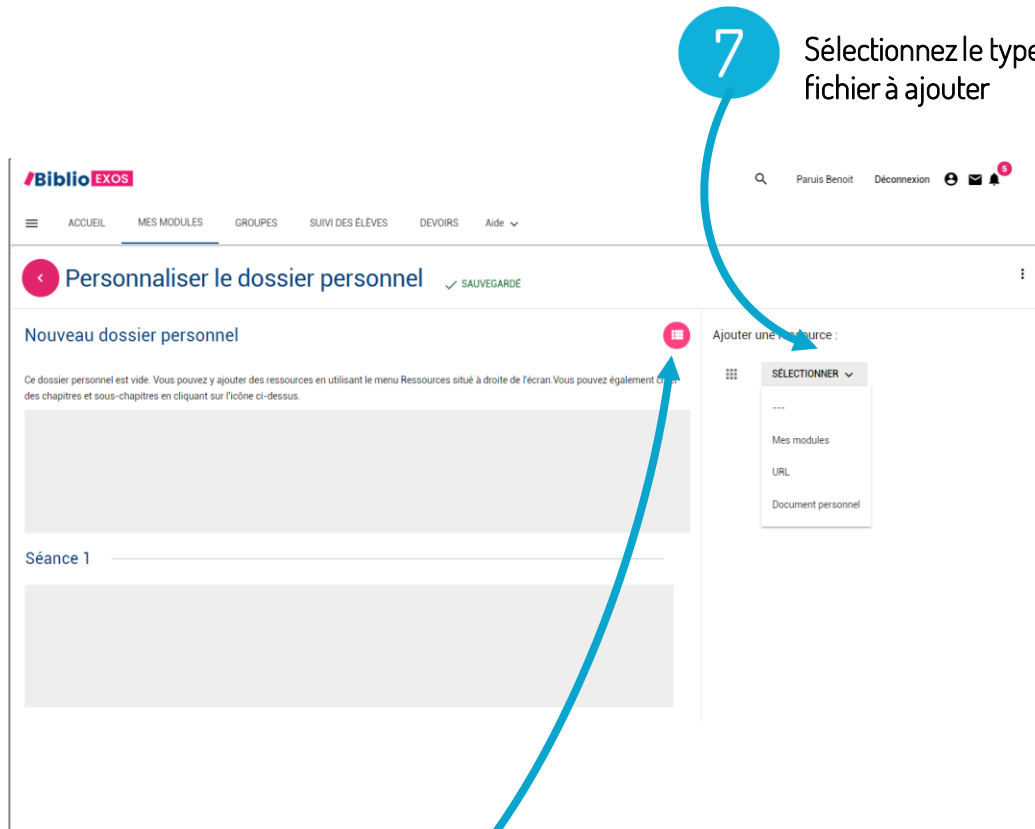 7
Sélectionnez le type
fichier à ajouter
Biblio EXOS
Paruis Benoit Déconnexion 5
ACCUEIL MES MODULES GROUPES SUIVI DES ÉLÈVES DEVOIRS Aide
Personnaliser le dossier personnel SAUVEGARDÉ
Nouveau dossier personnel
Ajouter une ressource :
Ce dossier personnel est vide. Vous pouvez y ajouter des ressources en utilisant le menu Ressources situé à droite de l'écran.Vous pouvez également
des chapitres et sous-chapitres en cliquant sur l'icône ci-dessus.
SÉLECTIONNER
---
Mes modules
URL
Document personnel
Séance 1